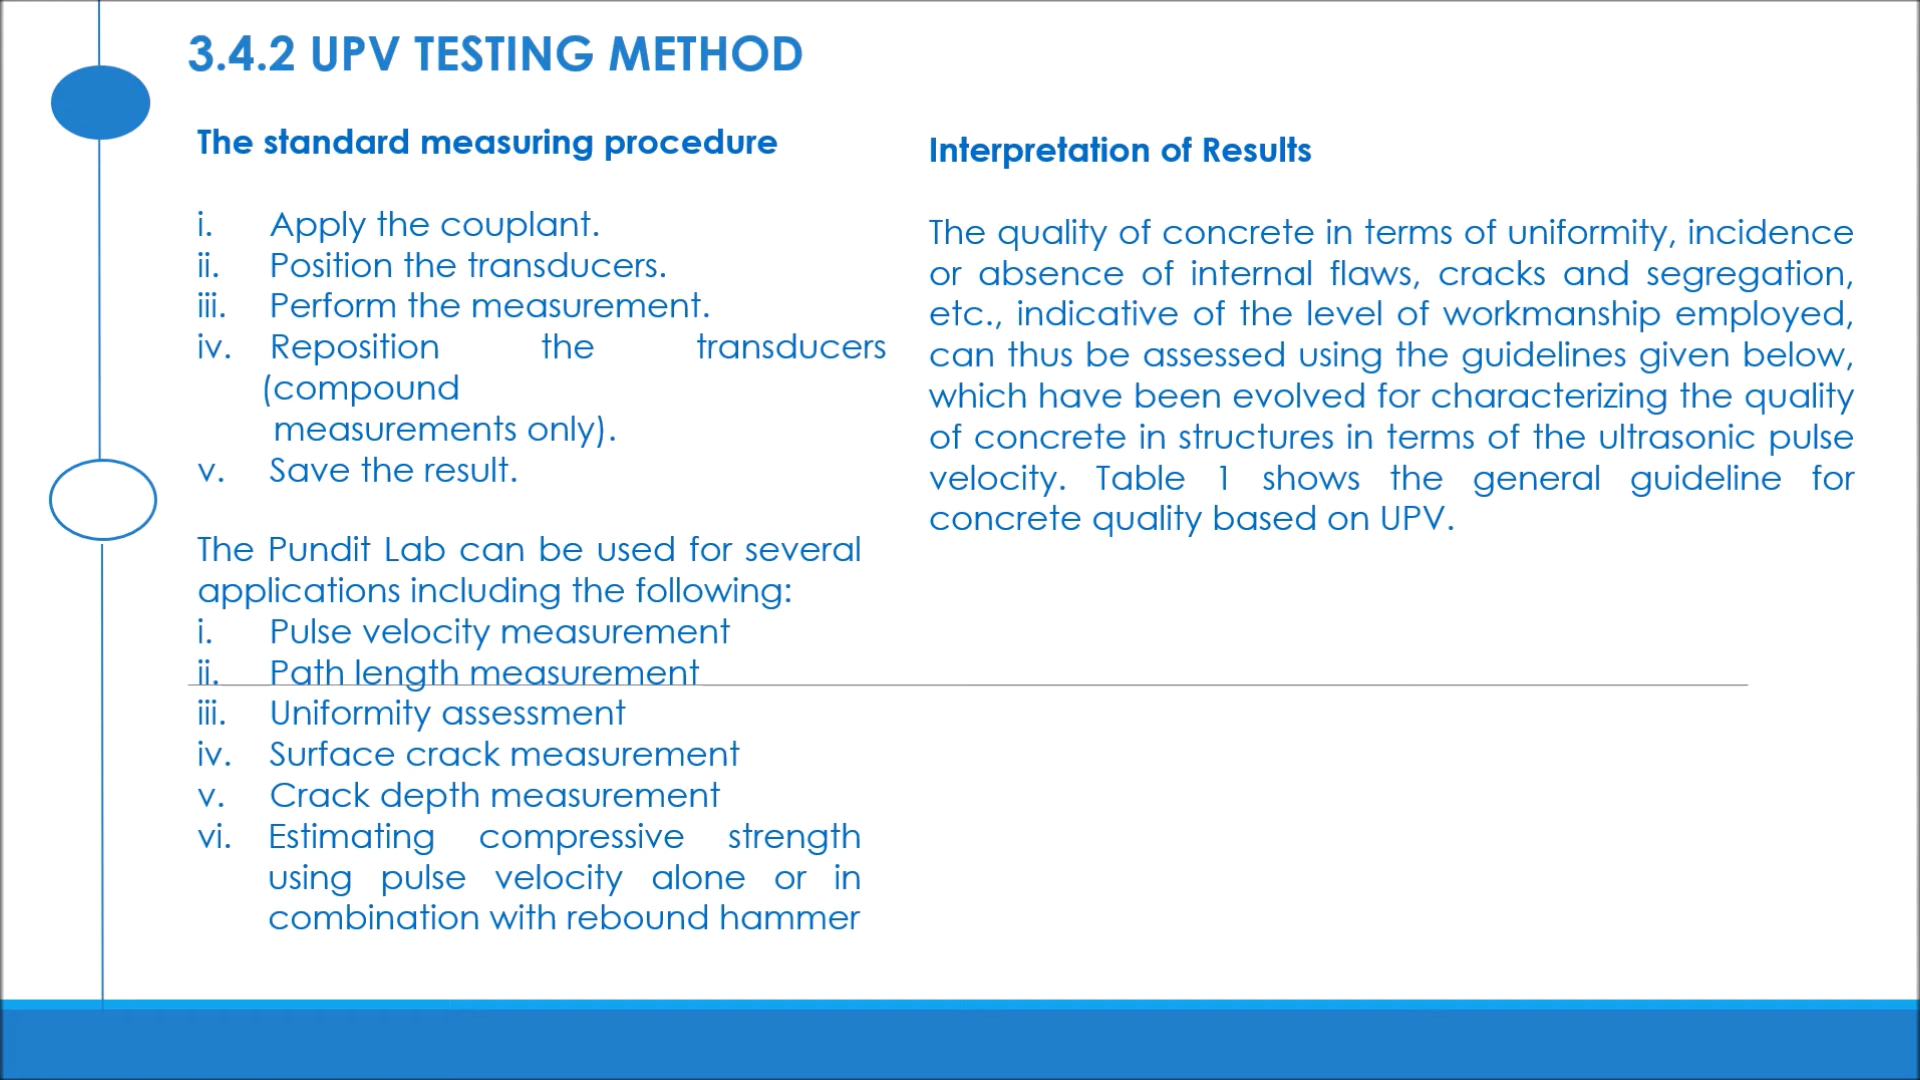 3.4.2 UPV TESTING METHOD
The standard measuring procedure
i. Apply the couplant.
ii. Position the transducers.
iii. Perform the measurement.
iv. Reposition the transducers
(compound
measurements only).
v. Save the result.
The Pundit Lab can be used for several
applications including the following:
i. Pulse velocity measurement
ii. Path length measurement
iii. Uniformity assessment
iv. Surface crack measurement
v. Crack depth measurement
vi. Estimating compressive strength
using pulse velocity alone or in
combination with rebound hammer
Interpretation of Results
The quality of concrete in terms of uniformity, incidence
or absence of internal flaws, cracks and segregation,
etc., indicative of the level of workmanship employed,
can thus be assessed using the guidelines given below,
which have been evolved for characterizing the quality
of concrete in structures in terms of the ultrasonic pulse
velocity. Table 1 shows the general guideline for
concrete quality based on UPV.